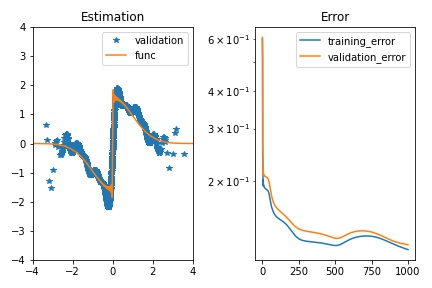 Estimation
4
3
2
1
0
−1
−2
−3
−4
−4
−2
0
2
4
validation
func
Error
6 × 10⁻¹
4 × 10⁻¹
3 × 10⁻¹
2 × 10⁻¹
0
250
500
750
1000
training_error
validation_error